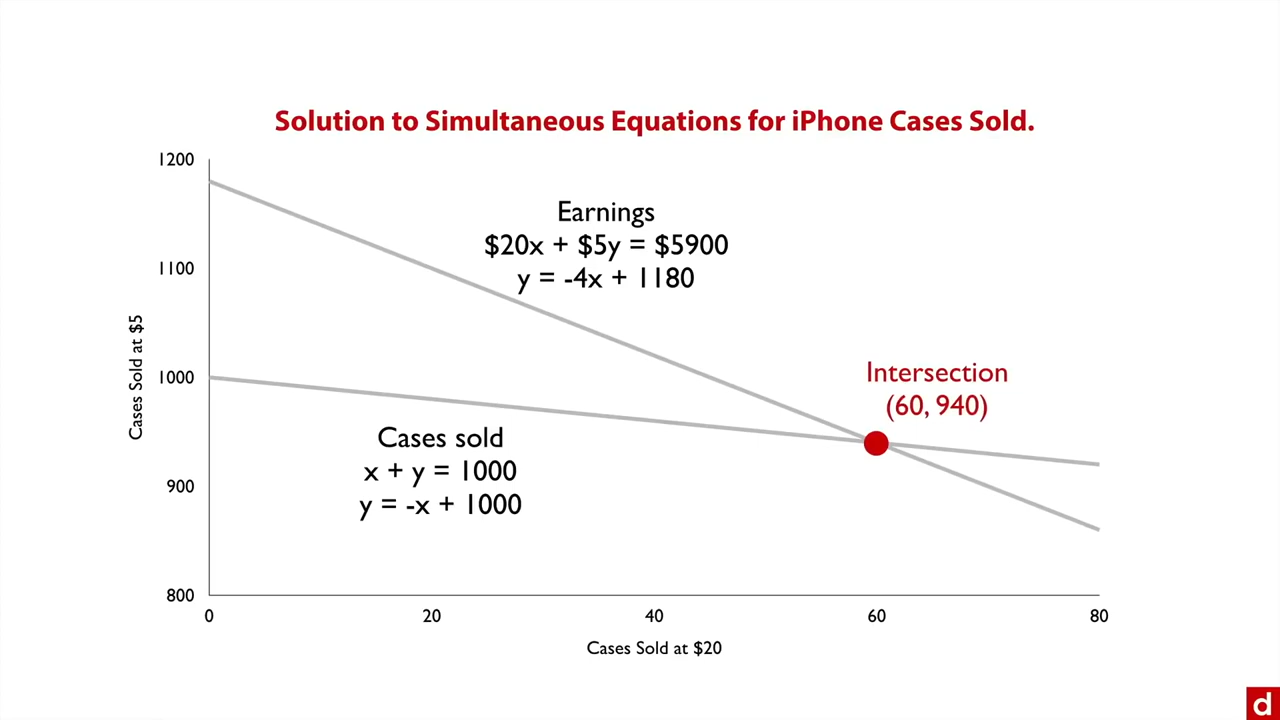 Solution to Simultaneous Equations for iPhone Cases Sold.
1200
1100
1000
900
800
Cases Sold at $5
Earnings
$20x + $5y = $5900
y = -4x + 1180
Intersection
(60, 940)
Cases sold
x + y = 1000
y = -x + 1000
0 20 40 60 80
Cases Sold at $20
d